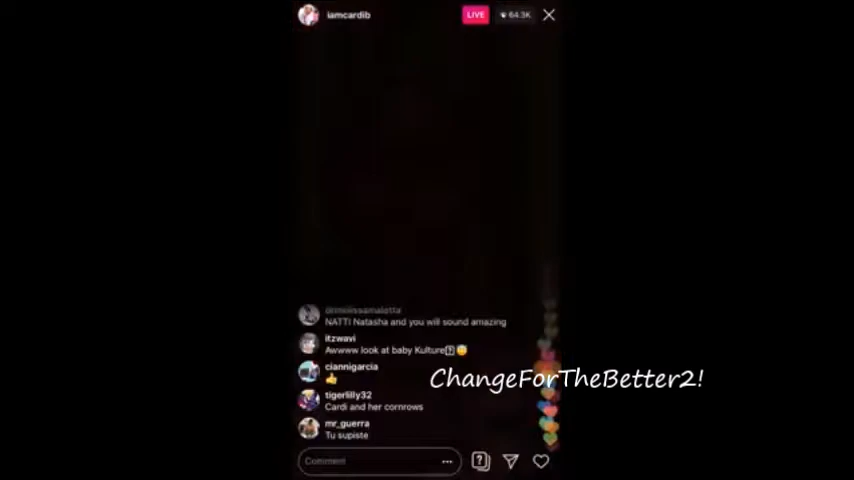 iamcardib LIVE 64.3K
NATTI Natasha and you will sound amazing
itzwavi
Awwww look at baby Kulture
ciannigarcia
tigerlilly32
Cardi and her cornrows
mr_guerra
Tu supiste
Comment
ChangeForTheBetter2!